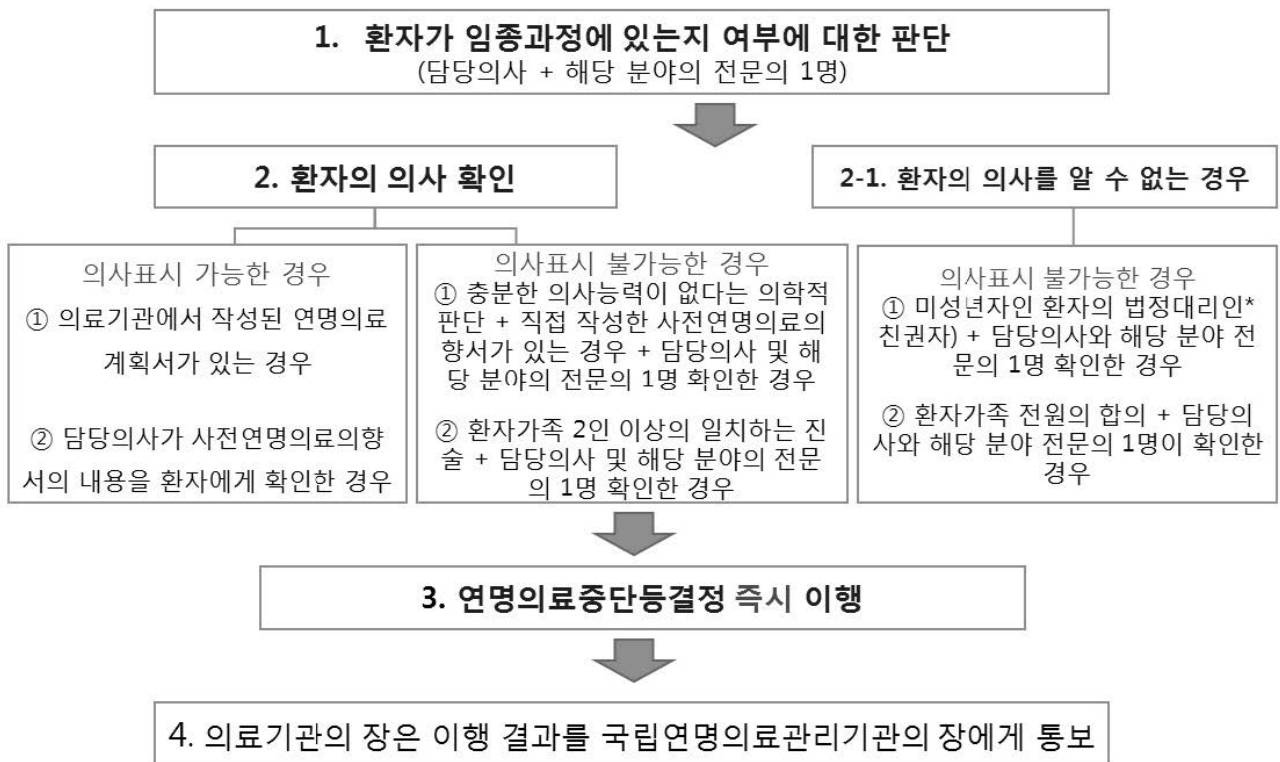 1. 환자가 임종과정에 있는지 여부에 대한 판단
(담당의사 + 해당 분야의 전문의 1명)
2. 환자의 의사 확인
의사표시 가능한 경우
① 의료기관에서 작성된 연명의료
계획서가 있는 경우
② 담당의사가 사전연명의료의향
서의 내용을 환자에게 확인한 경우
의사표시 불가능한 경우
① 충분한 의사능력이 없다는 의학적
판단 + 직접 작성한 사전연명의료의
향서가 있는 경우 + 담당의사 및 해
당 분야의 전문의 1명 확인한 경우
② 환자가족 2인 이상의 일치하는 진
술 + 담당의사 및 해당 분야의 전문
의 1명 확인한 경우
2-1. 환자의 의사를 알 수 없는 경우
의사표시 불가능한 경우
① 미성년자인 환자의 법정대리인*
친권자) + 담당의사와 해당 분야 전
문의 1명 확인한 경우
② 환자가족 전원의 합의 + 담당의
사와 해당 분야 전문의 1명이 확인한
경우
3. 연명의료중단등결정 즉시 이행
4. 의료기관의 장은 이행 결과를 국립연명의료관리기관의 장에게 통보